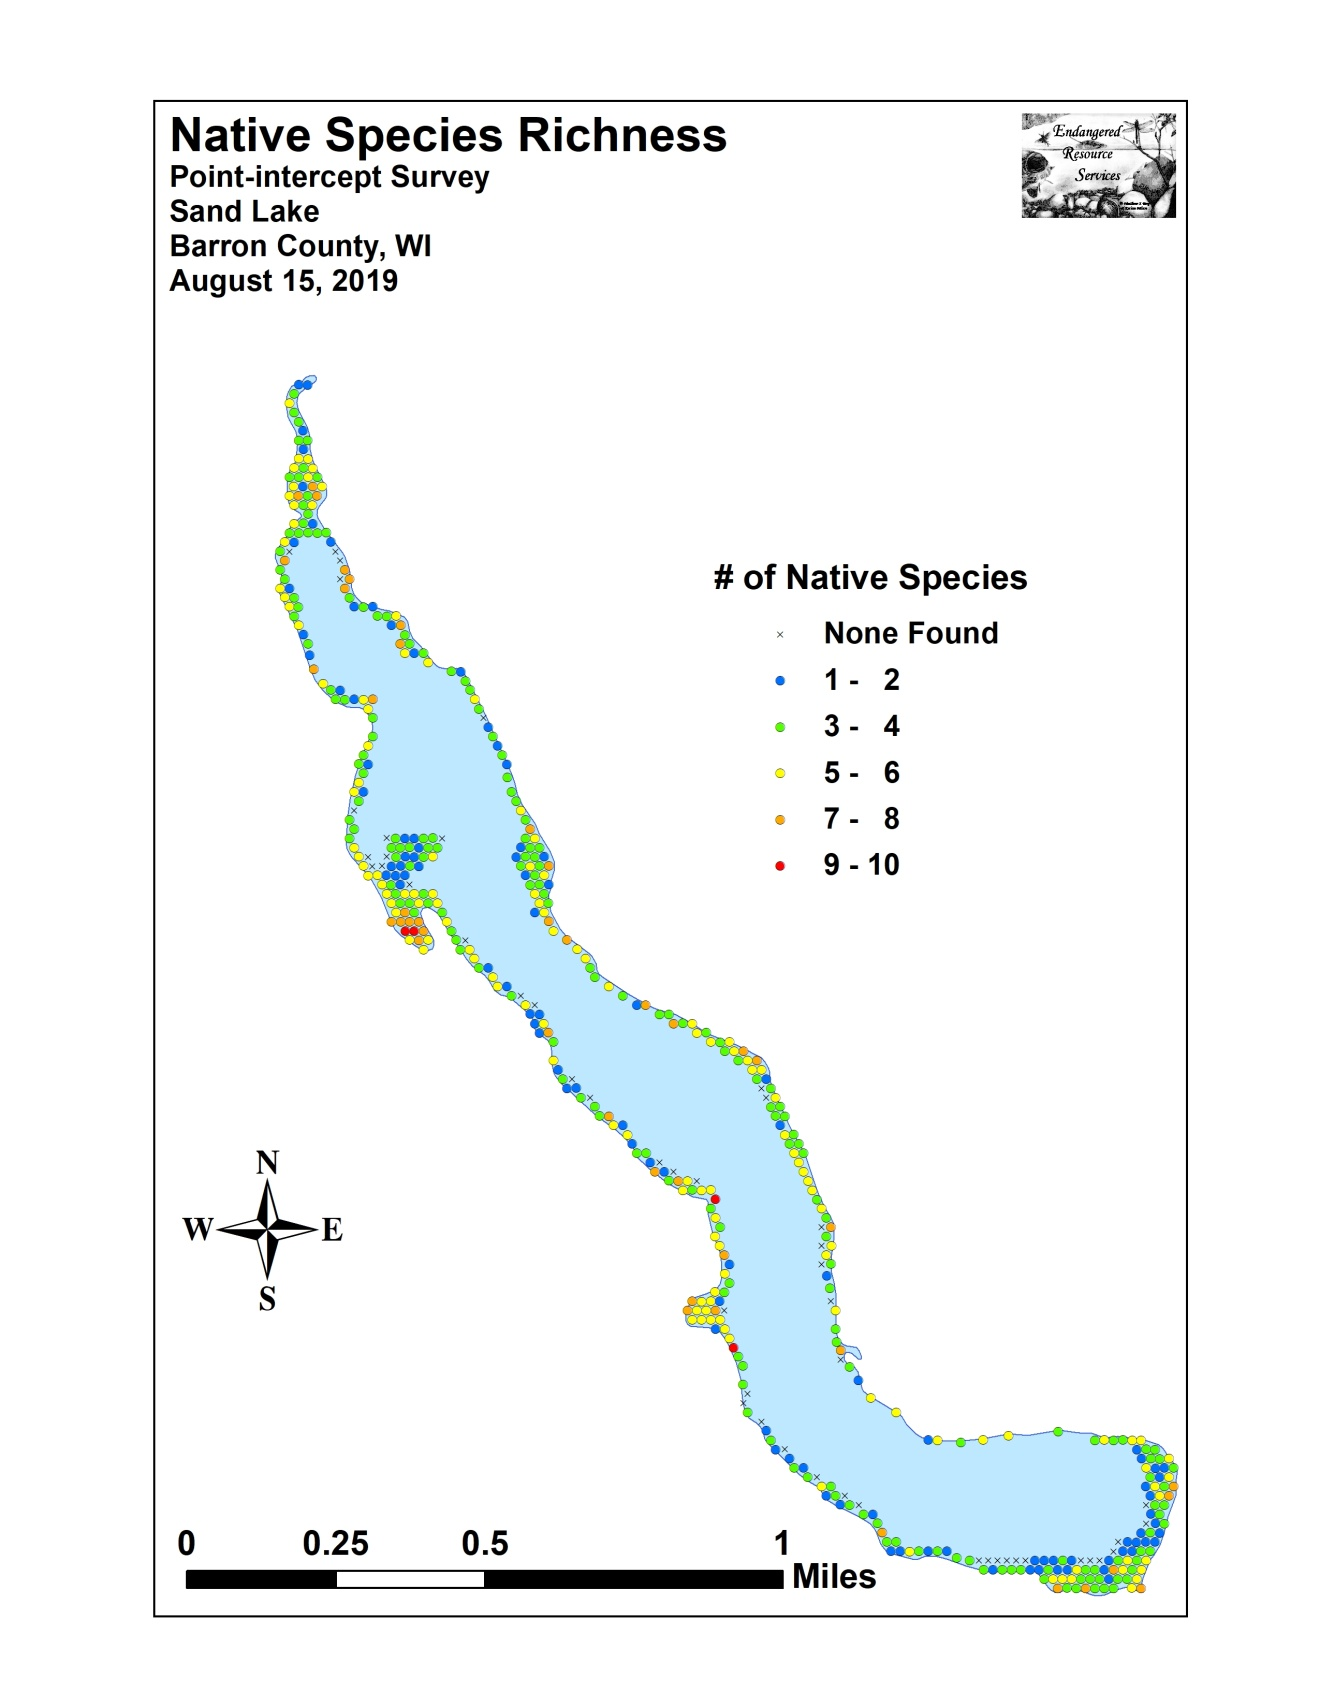 Native Species Richness
Point-intercept Survey
Sand Lake
Barron County, WI
August 15, 2019
Endangered
Resource
Services
# of Native Species
None Found
1 - 2
3 - 4
5 - 6
7 - 8
9 - 10
N
W E
S
0 0.25 0.5 1
Miles